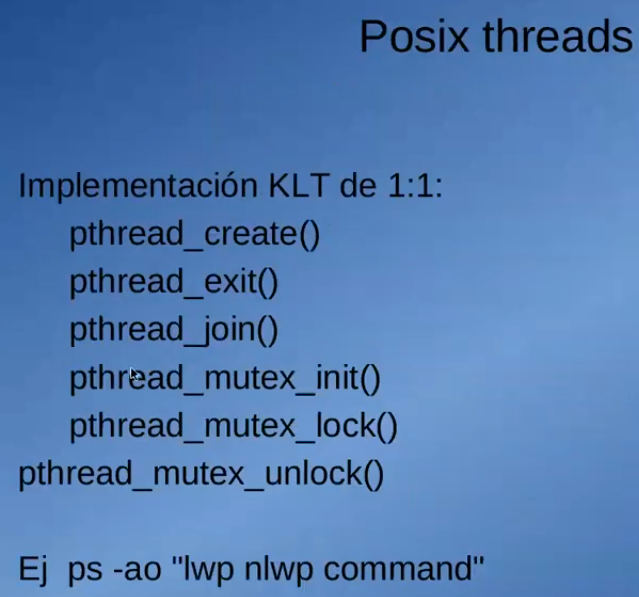 Posix threads
Implementación KLT de 1:1:
pthread_create()
pthread_exit()
pthread_join()
pthread_mutex_init()
pthread_mutex_lock()
pthread_mutex_unlock()
Ej  ps -ao "lwp nlwp command"